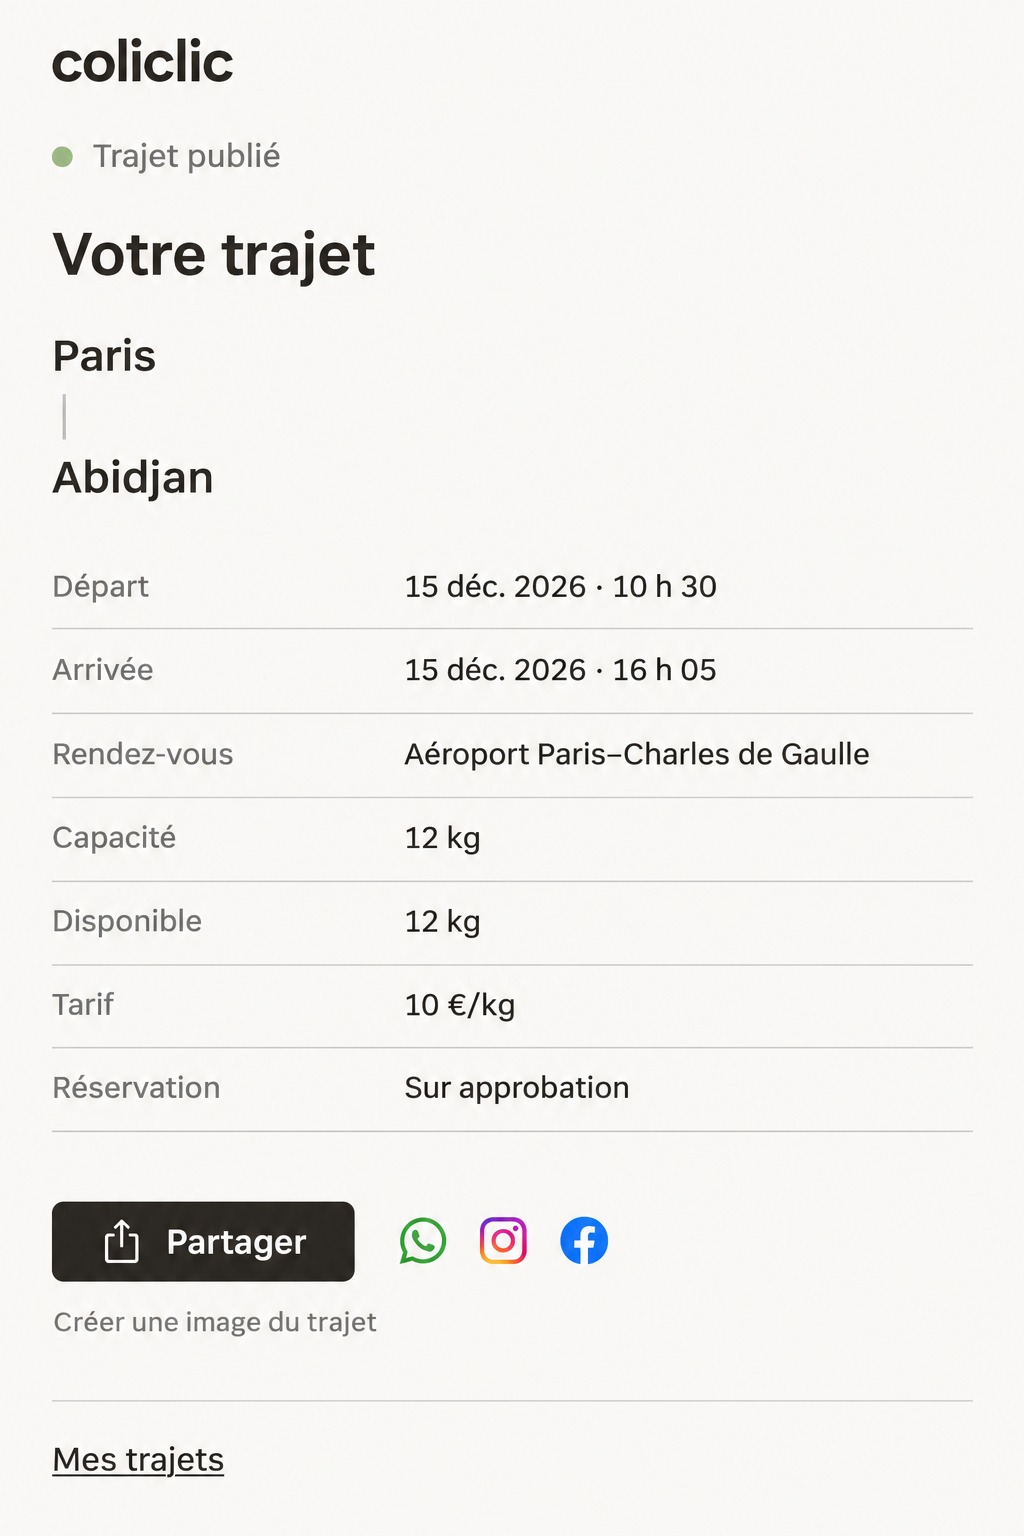 coliclic
Trajet publié
Votre trajet
Paris
Abidjan
Départ 15 déc. 2026 · 10 h 30
Arrivée 15 déc. 2026 · 16 h 05
Rendez-vous Aéroport Paris–Charles de Gaulle
Capacité 12 kg
Disponible 12 kg
Tarif 10 €/kg
Réservation Sur approbation
Partager
Créer une image du trajet
Mes trajets